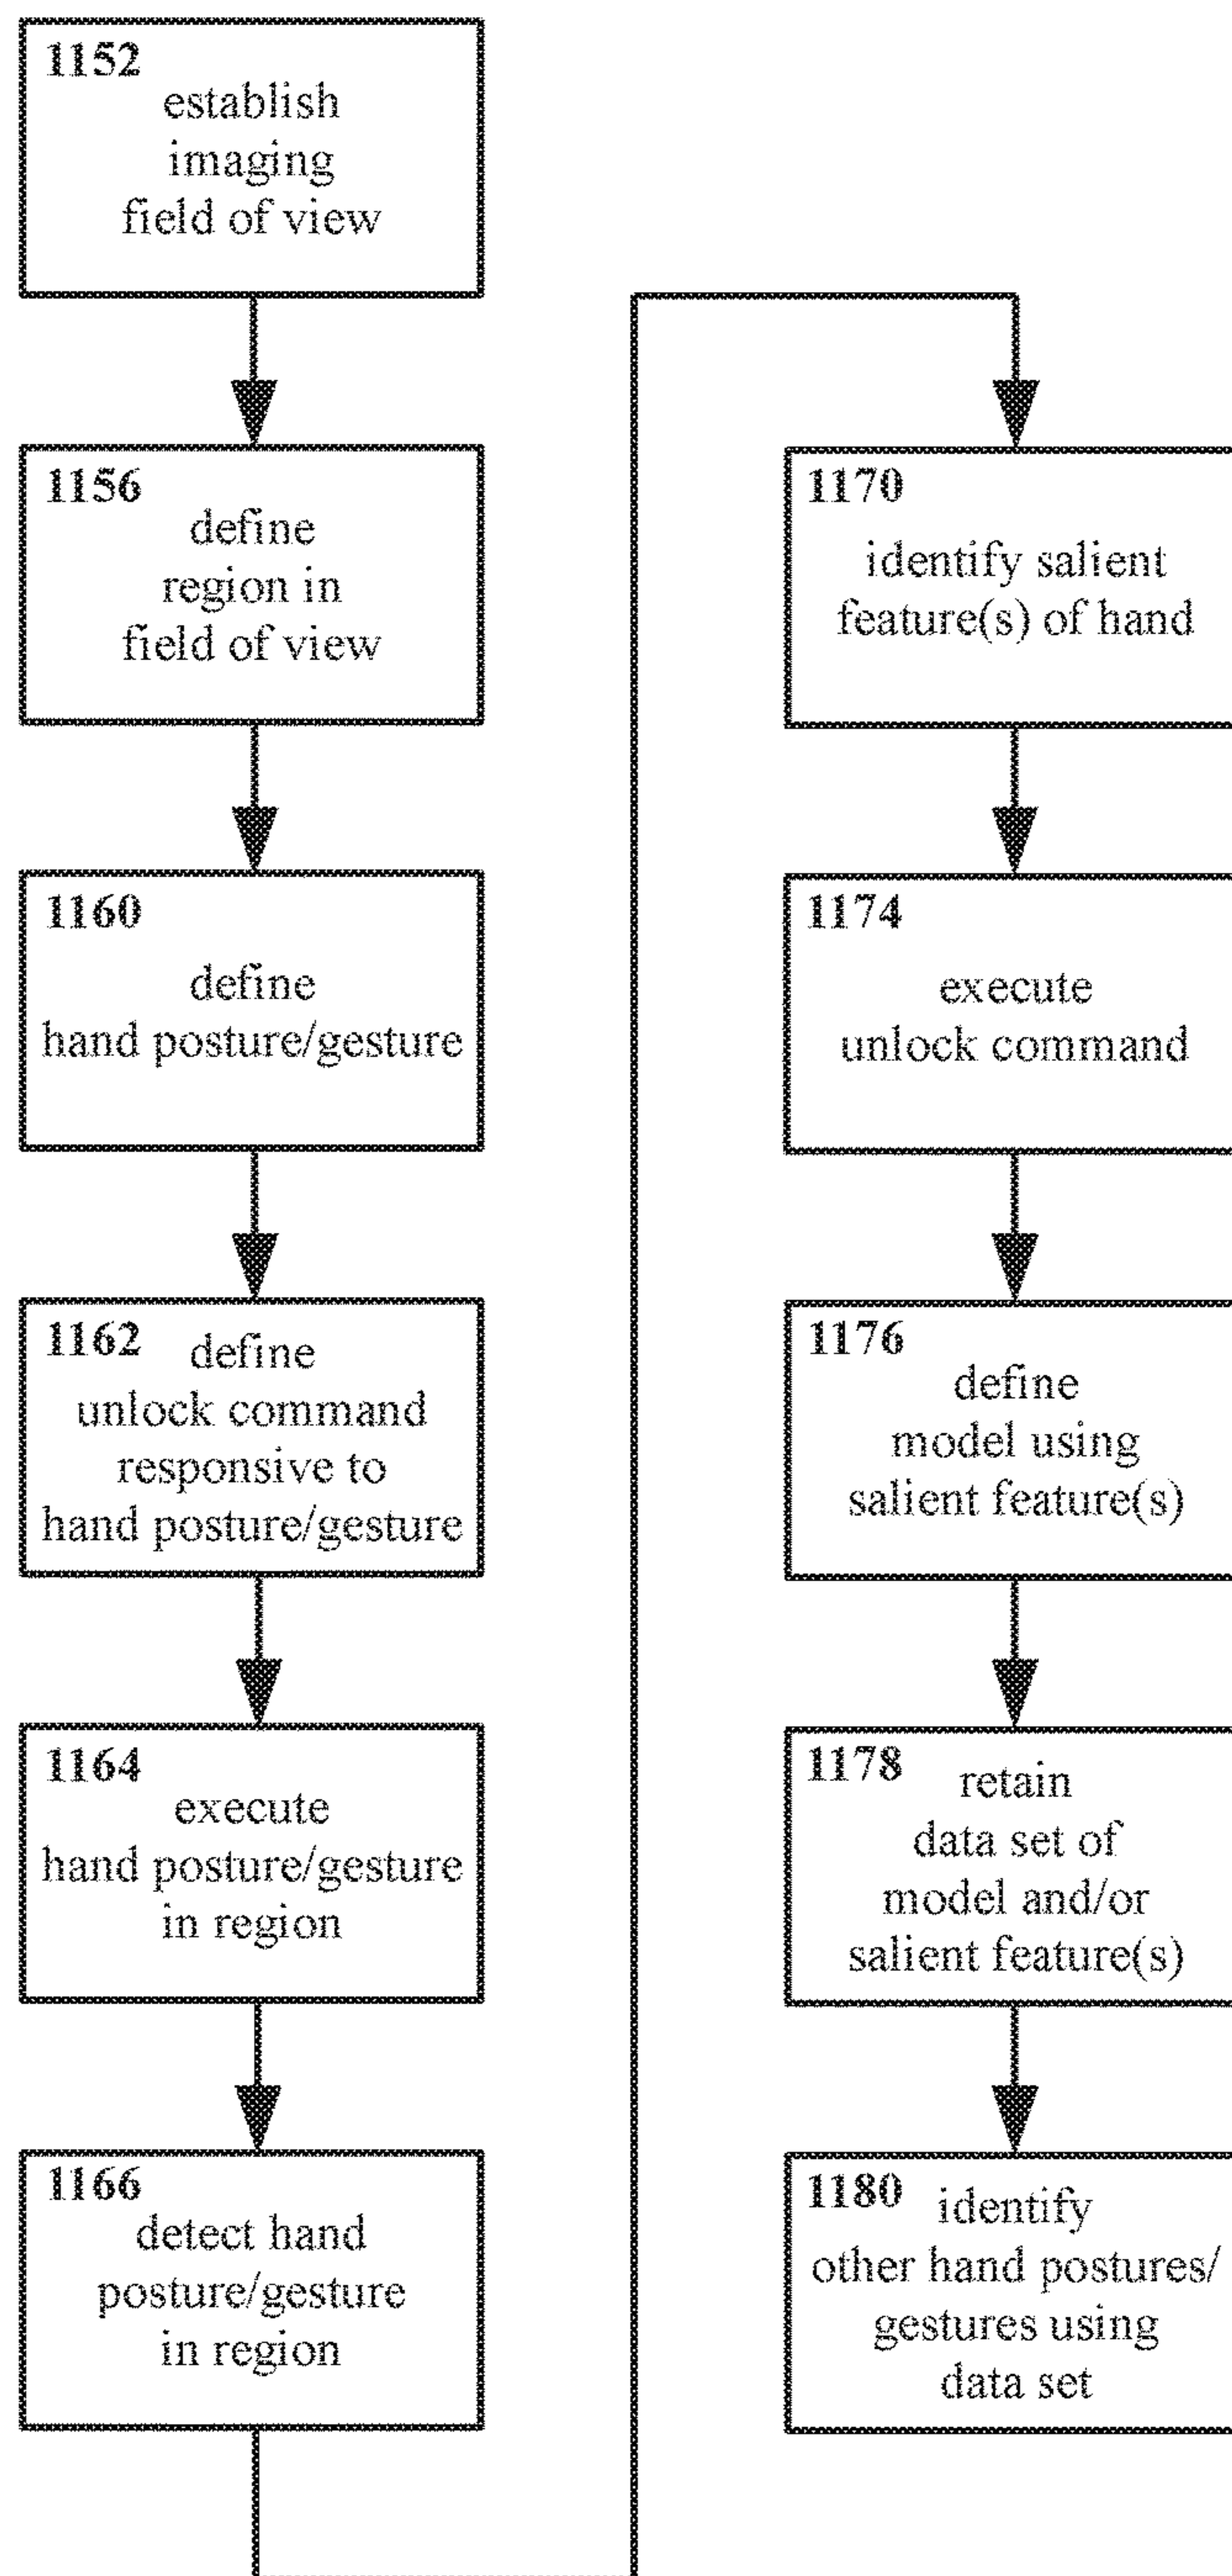 1152
establish
imaging
field of view
1156
define
region in
field of view
1160
define
hand posture/gesture
1162 define
unlock command
responsive to
hand posture/gesture
1164
execute
hand posture/gesture
in region
1166
detect hand
posture/gesture
in region
1170
identify salient
feature(s) of hand
1174
execute
unlock command
1176
define
model using
salient feature(s)
1178 retain
data set of
model and/or
salient feature(s)
1180 identify
other hand postures/
gestures using
data set